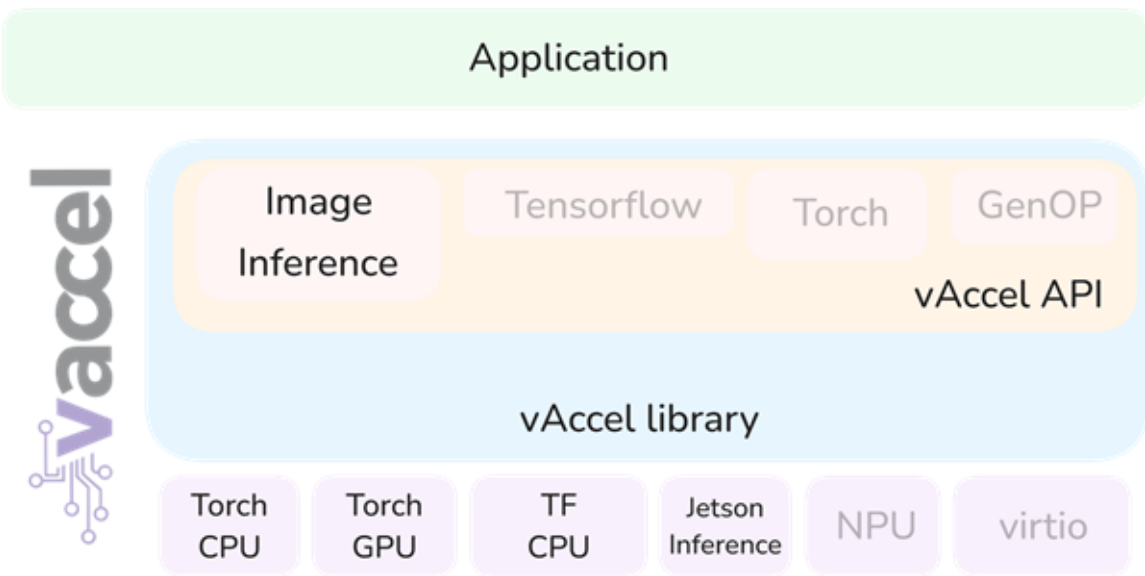 Application
vaccel
Image
Inference
Tensorflow
Torch
GenOP
vAccel API
vAccel library
Torch
CPU
Torch
GPU
TF
CPU
Jetson
Inference
NPU
virtio